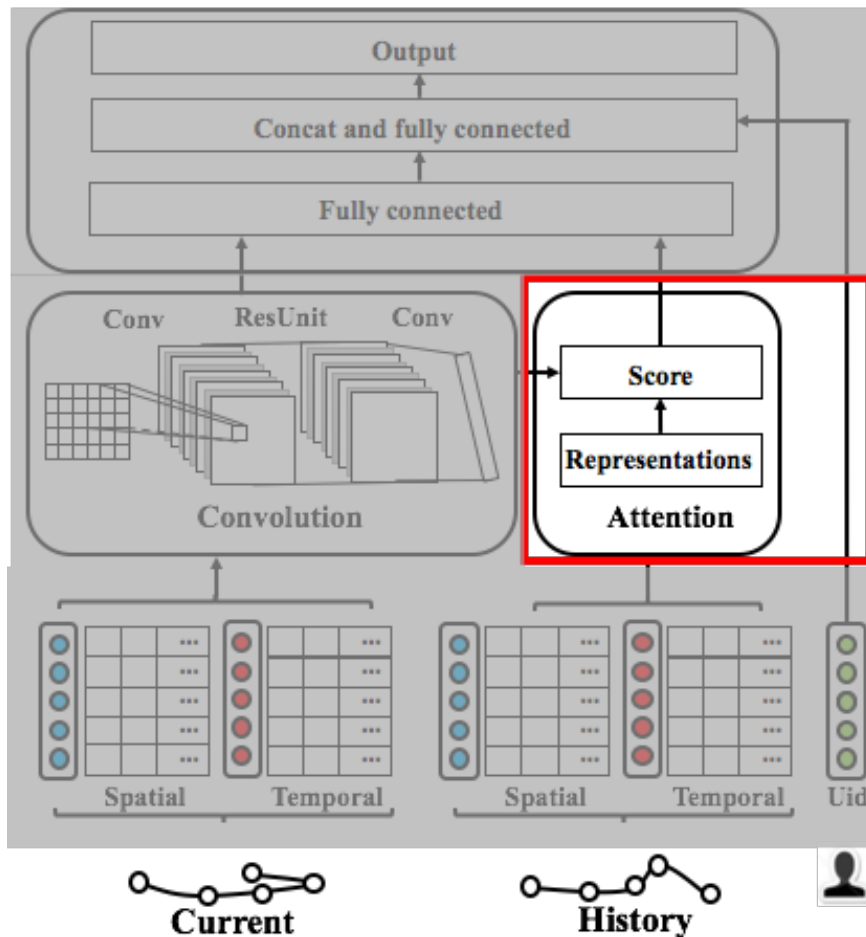 Output
Concat and fully connected
Fully connected
Conv ResUnit Conv
Score
Representations
Convolution
Attention
... ... ... ...
... ... ... ...
... ... ... ...
... ... ... ...
... ... ... ...
Spatial Temporal Spatial Temporal Uid
Current History